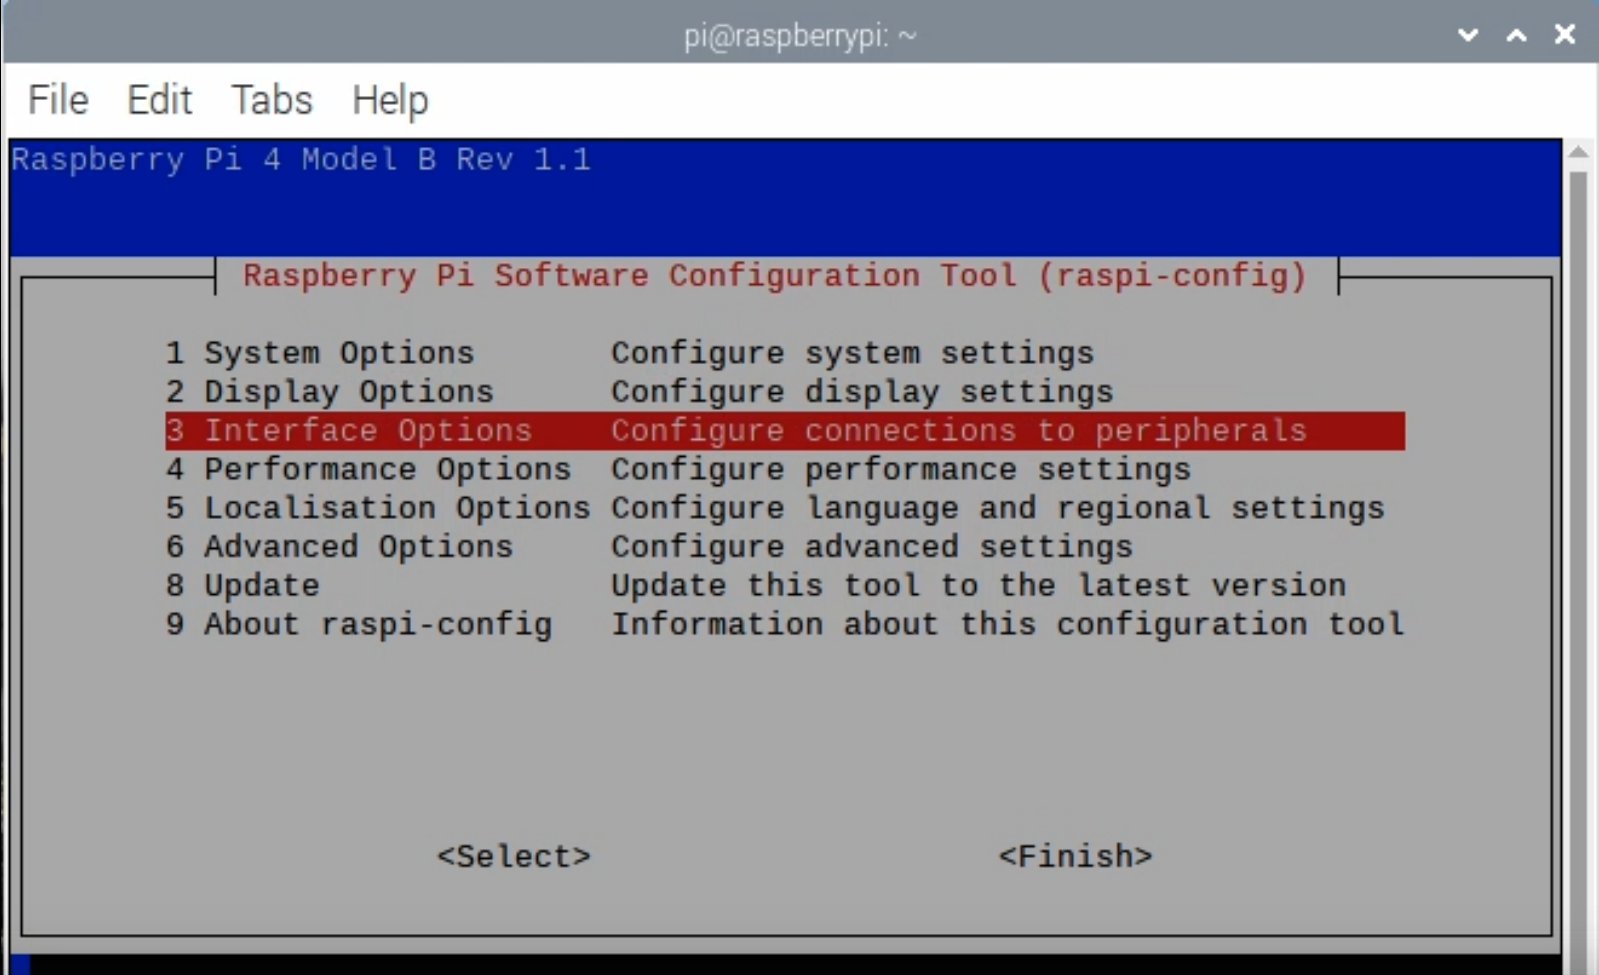 pi@raspberrypi: ~
File Edit Tabs Help
Raspberry Pi 4 Model B Rev 1.1
Raspberry Pi Software Configuration Tool (raspi-config)
1 System Options Configure system settings
2 Display Options Configure display settings
3 Interface Options Configure connections to peripherals
4 Performance Options Configure performance settings
5 Localisation Options Configure language and regional settings
6 Advanced Options Configure advanced settings
8 Update Update this tool to the latest version
9 About raspi-config Information about this configuration tool
<Select> <Finish>